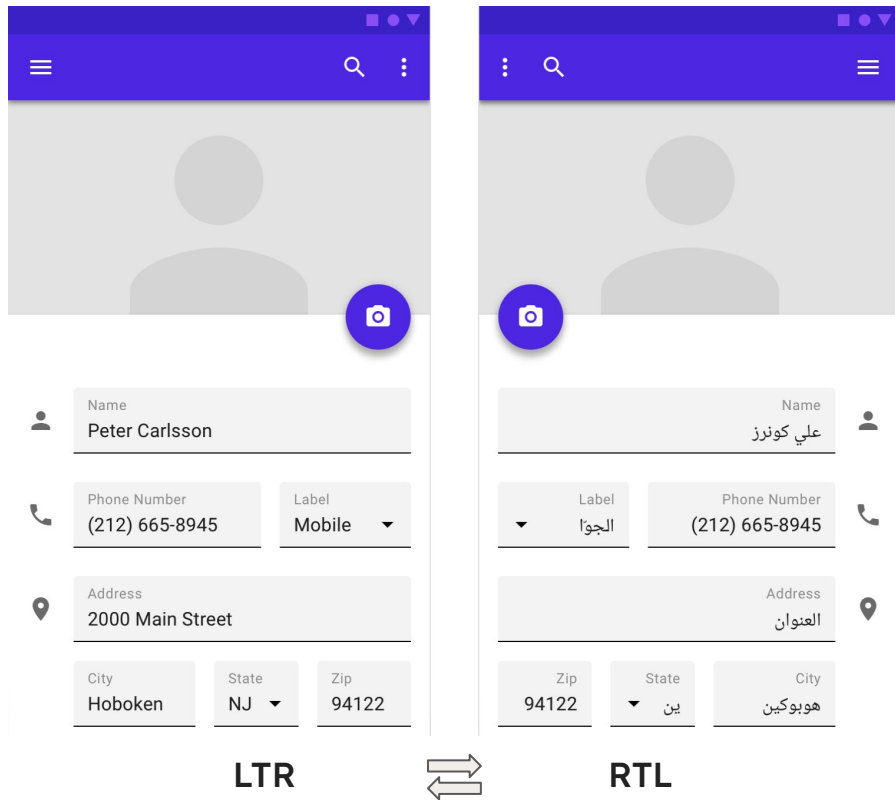 Name
Peter Carlsson
Phone Number
(212) 665-8945
Label
Mobile
Address
2000 Main Street
City
Hoboken
State
NJ
Zip
94122
LTR
Name
علي كونرز
Phone Number
(212) 665-8945
Label
الجوّا
Address
العنوان
City
هوبوكين
State
ين
Zip
94122
RTL